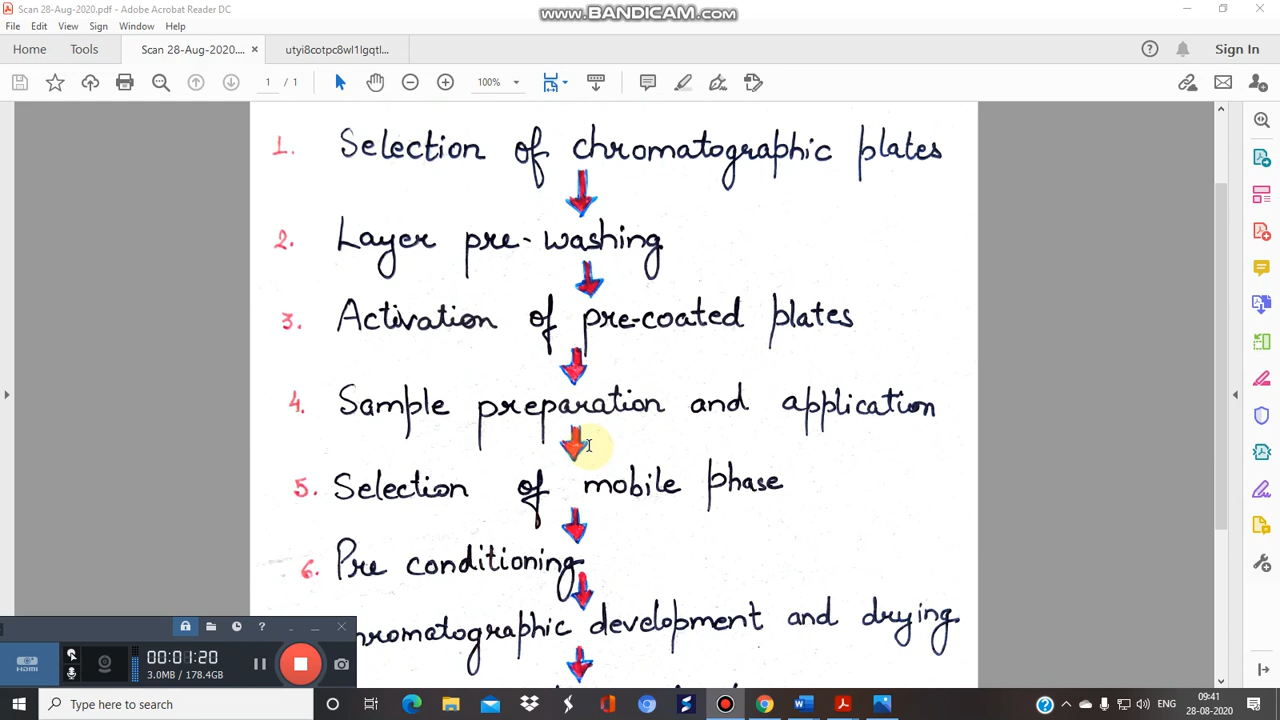 Scan 28-Aug-2020.pdf - Adobe Acrobat Reader DC
www.BANDICAM.com
File Edit View Sign Window Help
Home Tools Scan 28-Aug-2020.... × utyi8cotpc8wl1lgqtl... Sign In
1 / 1 100%
1. Selection of chromatographic plates
2. Layer pre-washing
3. Activation of pre-coated plates
4. Sample preparation and application
5. Selection of mobile phase
6. Pre conditioning
hromatographic development and drying
HDMI 00:01:20
3.0MB / 178.4GB
Type here to search
ENG 09:41
28-08-2020